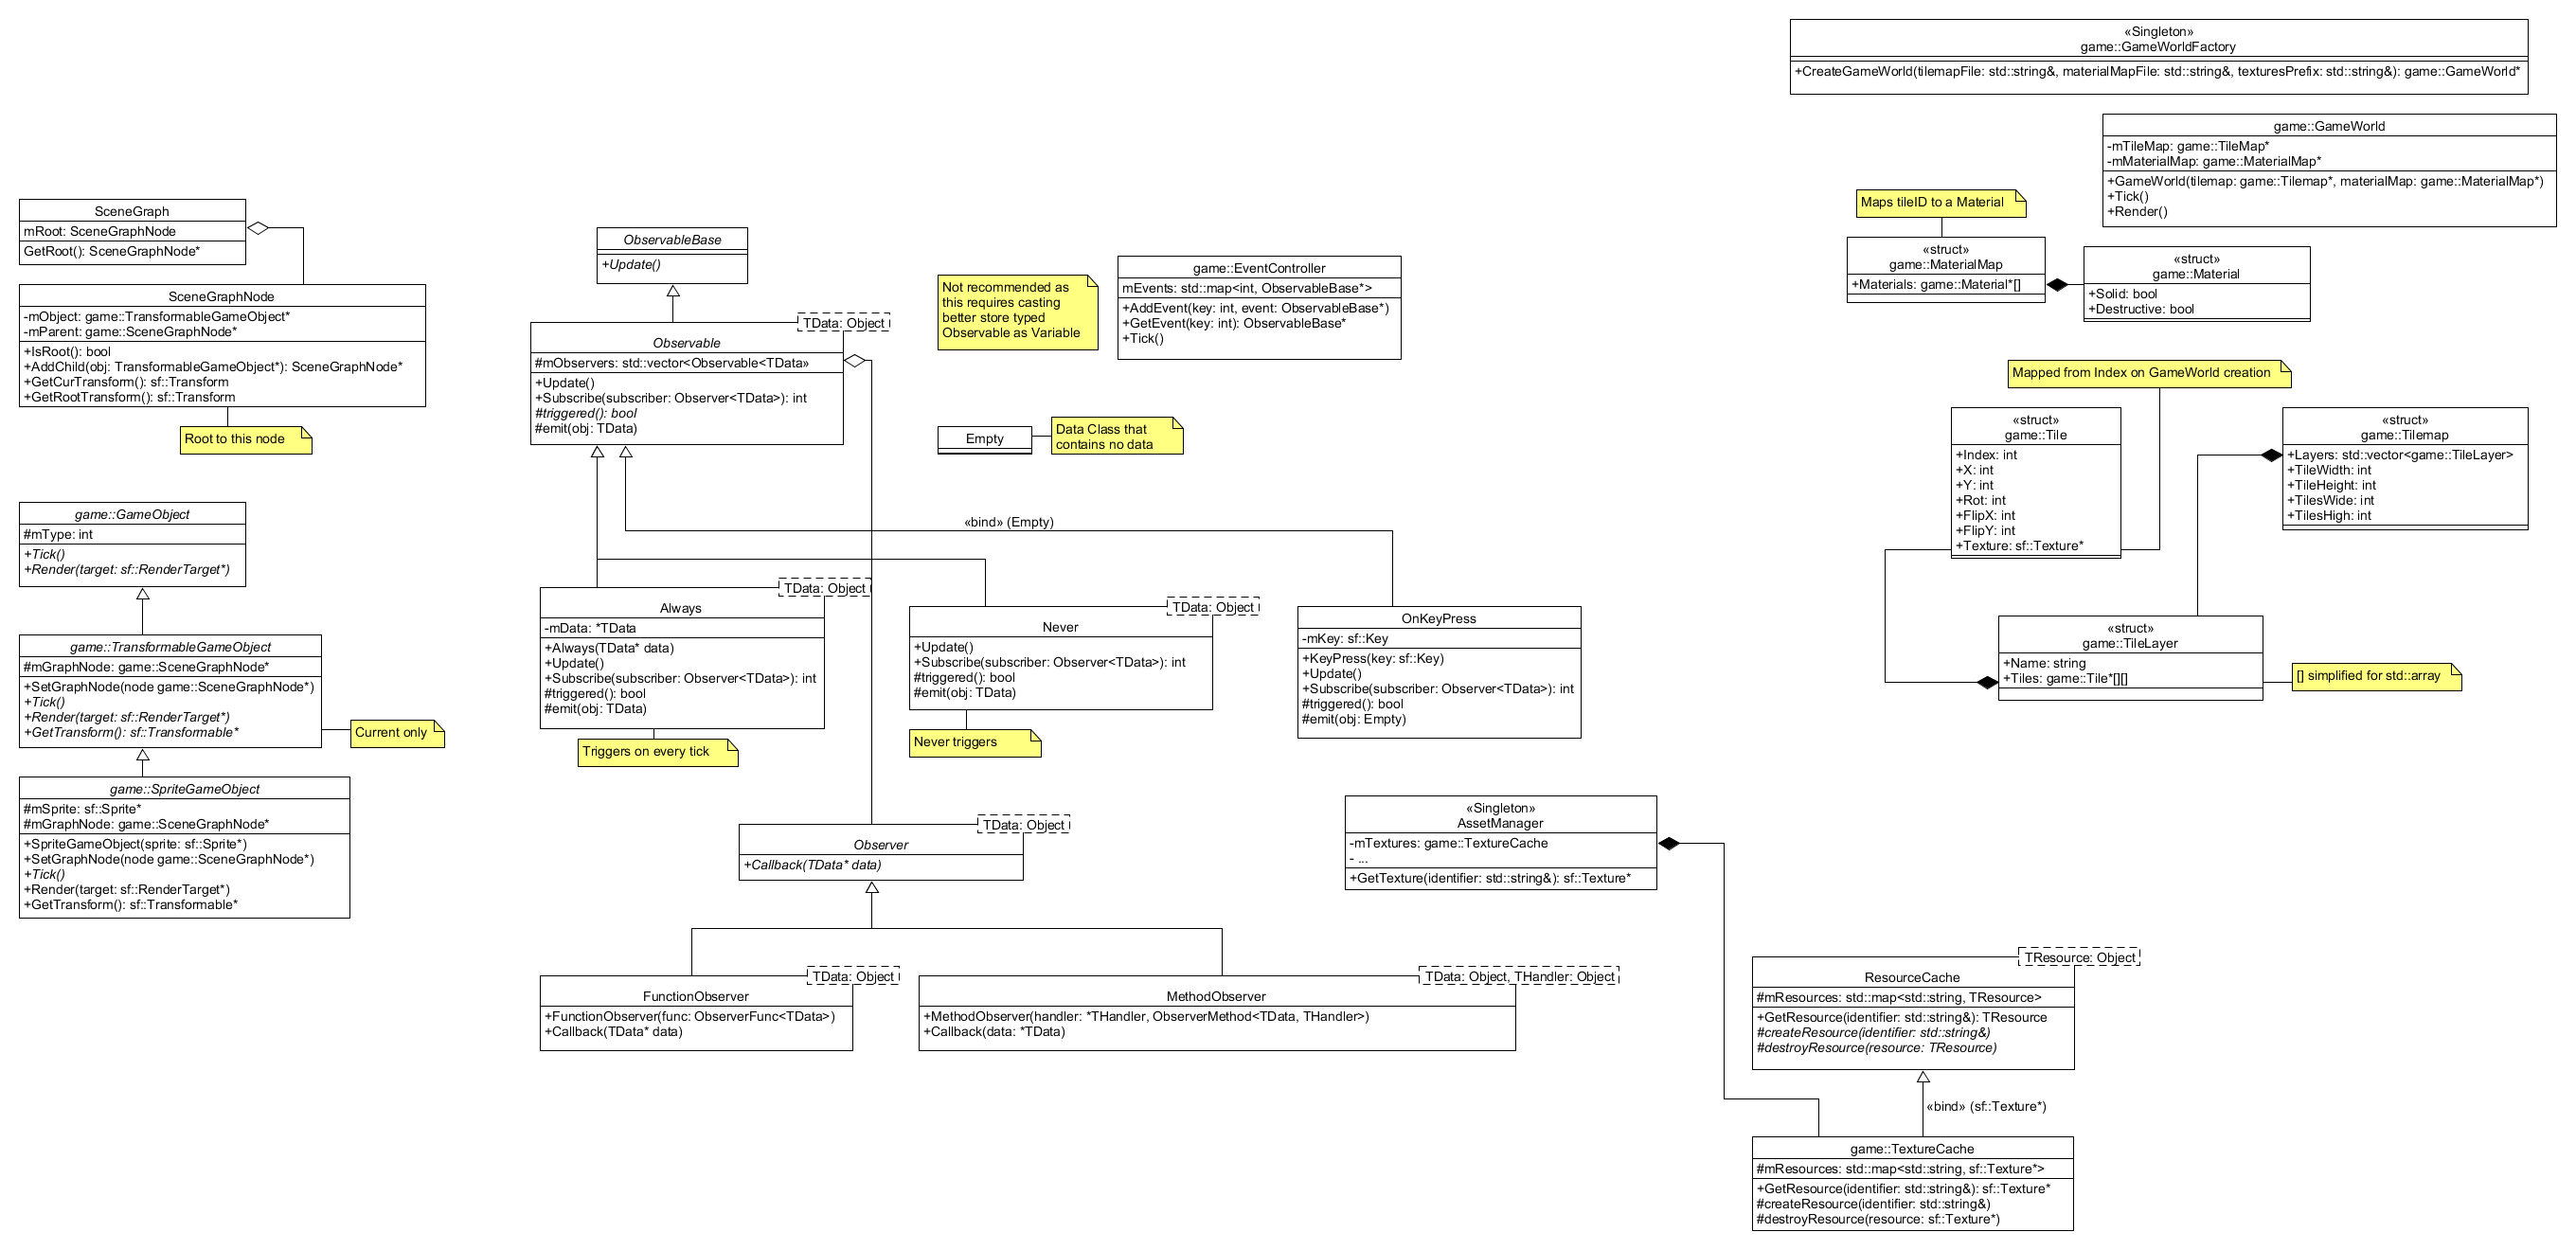 «Singleton»
game::GameWorldFactory
+CreateGameWorld(tilemapFile: std::string&, materialMapFile: std::string&, texturesPrefix: std::string&): game::GameWorld*
game::GameWorld
-mTileMap: game::TileMap*
-mMaterialMap: game::MaterialMap*
+GameWorld(tilemap: game::Tilemap*, materialMap: game::MaterialMap*)
+Tick()
+Render()
Maps tileID to a Material
«struct»
game::MaterialMap
+Materials: game::Material*[]
«struct»
game::Material
+Solid: bool
+Destructive: bool
SceneGraph
mRoot: SceneGraphNode
GetRoot(): SceneGraphNode*
SceneGraphNode
-mObject: game::TransformableGameObject*
-mParent: game::SceneGraphNode*
+IsRoot(): bool
+AddChild(obj: TransformableGameObject*): SceneGraphNode*
+GetCurTransform(): sf::Transform
+GetRootTransform(): sf::Transform
Root to this node
game::GameObject
#mType: int
+Tick()
+Render(target: sf::RenderTarget*)
game::TransformableGameObject
#mGraphNode: game::SceneGraphNode*
+SetGraphNode(node game::SceneGraphNode*)
+Tick()
+Render(target: sf::RenderTarget*)
+GetTransform(): sf::Transformable*
Current only
game::SpriteGameObject
#mSprite: sf::Sprite*
#mGraphNode: game::SceneGraphNode*
+SpriteGameObject(sprite: sf::Sprite*)
+SetGraphNode(node game::SceneGraphNode*)
+Tick()
+Render(target: sf::RenderTarget*)
+GetTransform(): sf::Transformable*
ObservableBase
+Update()
TData: Object
Observable
#mObservers: std::vector<Observable<TData»
+Update()
+Subscribe(subscriber: Observer<TData>): int
#triggered(): bool
#emit(obj: TData)
Not recommended as
this requires casting
better store typed
Observable as Variable
game::EventController
mEvents: std::map<int, ObservableBase*>
+AddEvent(key: int, event: ObservableBase*)
+GetEvent(key: int): ObservableBase*
+Tick()
Empty
Data Class that
contains no data
«bind» (Empty)
TData: Object
Always
-mData: *TData
+Always(TData* data)
+Update()
+Subscribe(subscriber: Observer<TData>): int
#triggered(): bool
#emit(obj: TData)
Triggers on every tick
TData: Object
Never
+Update()
+Subscribe(subscriber: Observer<TData>): int
#triggered(): bool
#emit(obj: TData)
Never triggers
OnKeyPress
-mKey: sf::Key
+KeyPress(key: sf::Key)
+Update()
+Subscribe(subscriber: Observer<TData>): int
#triggered(): bool
#emit(obj: Empty)
TData: Object
Observer
+Callback(TData* data)
TData: Object
FunctionObserver
+FunctionObserver(func: ObserverFunc<TData>)
+Callback(TData* data)
TData: Object, THandler: Object
MethodObserver
+MethodObserver(handler: *THandler, ObserverMethod<TData, THandler>)
+Callback(data: *TData)
Mapped from Index on GameWorld creation
«struct»
game::Tile
+Index: int
+X: int
+Y: int
+Rot: int
+FlipX: int
+FlipY: int
+Texture: sf::Texture*
«struct»
game::Tilemap
+Layers: std::vector<game::TileLayer>
+TileWidth: int
+TileHeight: int
+TilesWide: int
+TilesHigh: int
«struct»
game::TileLayer
+Name: string
+Tiles: game::Tile*[][]
[] simplified for std::array
«Singleton»
AssetManager
-mTextures: game::TextureCache
- ...
+GetTexture(identifier: std::string&): sf::Texture*
TResource: Object
ResourceCache
#mResources: std::map<std::string, TResource>
+GetResource(identifier: std::string&): TResource
#createResource(identifier: std::string&)
#destroyResource(resource: TResource)
«bind» (sf::Texture*)
game::TextureCache
#mResources: std::map<std::string, sf::Texture*>
+GetResource(identifier: std::string&): sf::Texture*
#createResource(identifier: std::string&)
#destroyResource(resource: sf::Texture*)